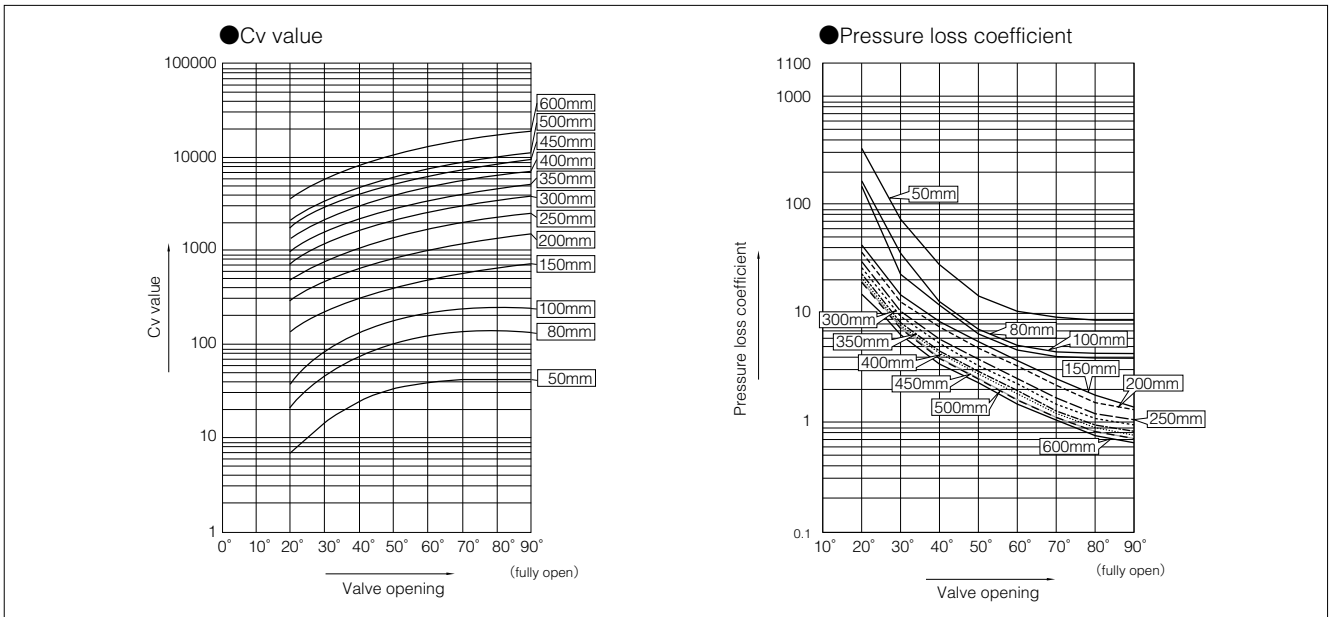 ●Cv value
100000
10000
1000
100
10
1
Cv value
0° 10° 20° 30° 40° 50° 60° 70° 80° 90°
(fully open)
Valve opening
600mm
500mm
450mm
400mm
350mm
300mm
250mm
200mm
150mm
100mm
80mm
50mm
●Pressure loss coefficient
1100
1000
100
10
1
0.1
Pressure loss coefficient
10° 20° 30° 40° 50° 60° 70° 80° 90°
(fully open)
Valve opening
50mm
300mm
350mm
400mm
450mm
500mm
80mm
100mm
150mm
200mm
250mm
600mm